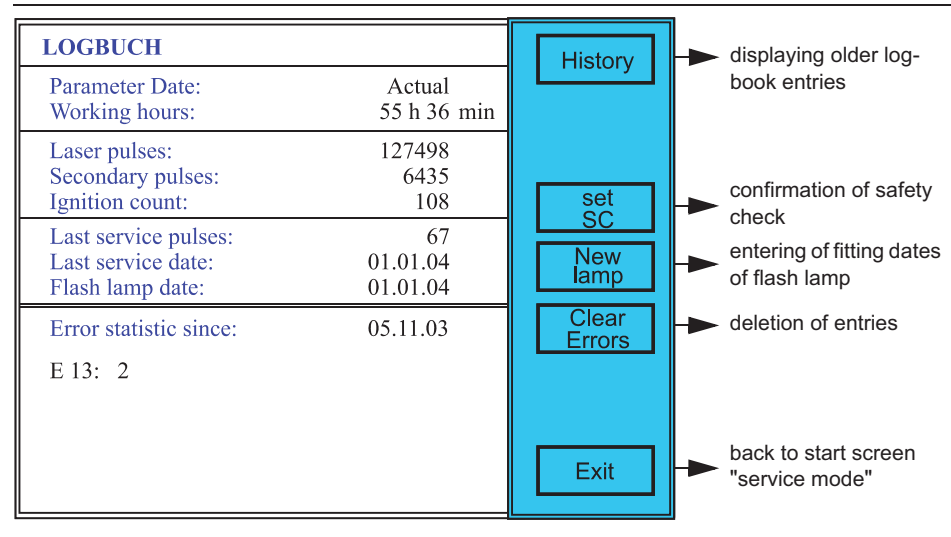 LOGBUCH
Parameter Date: Actual
Working hours: 55 h 36 min
Laser pulses: 127498
Secondary pulses: 6435
Ignition count: 108
Last service pulses: 67
Last service date: 01.01.04
Flash lamp date: 01.01.04
Error statistic since: 05.11.03
E 13: 2
History
displaying older log-
book entries
set
SC
confirmation of safety
check
New
lamp
entering of fitting dates
of flash lamp
Clear
Errors
deletion of entries
Exit
back to start screen
"service mode"